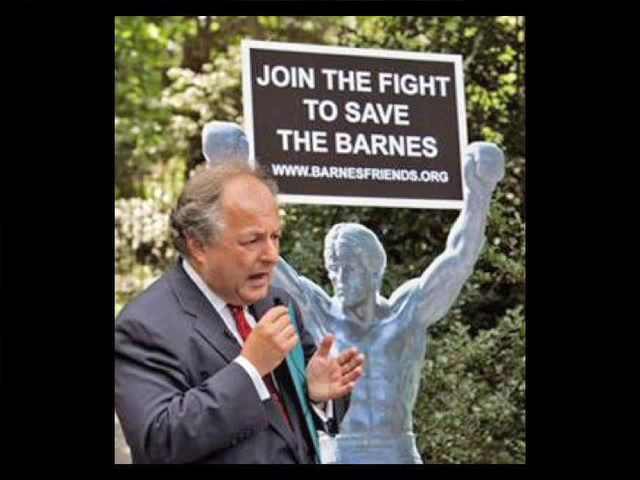 JOIN THE FIGHT
TO SAVE
THE BARNES
WWW.BARNESFRIENDS.ORG